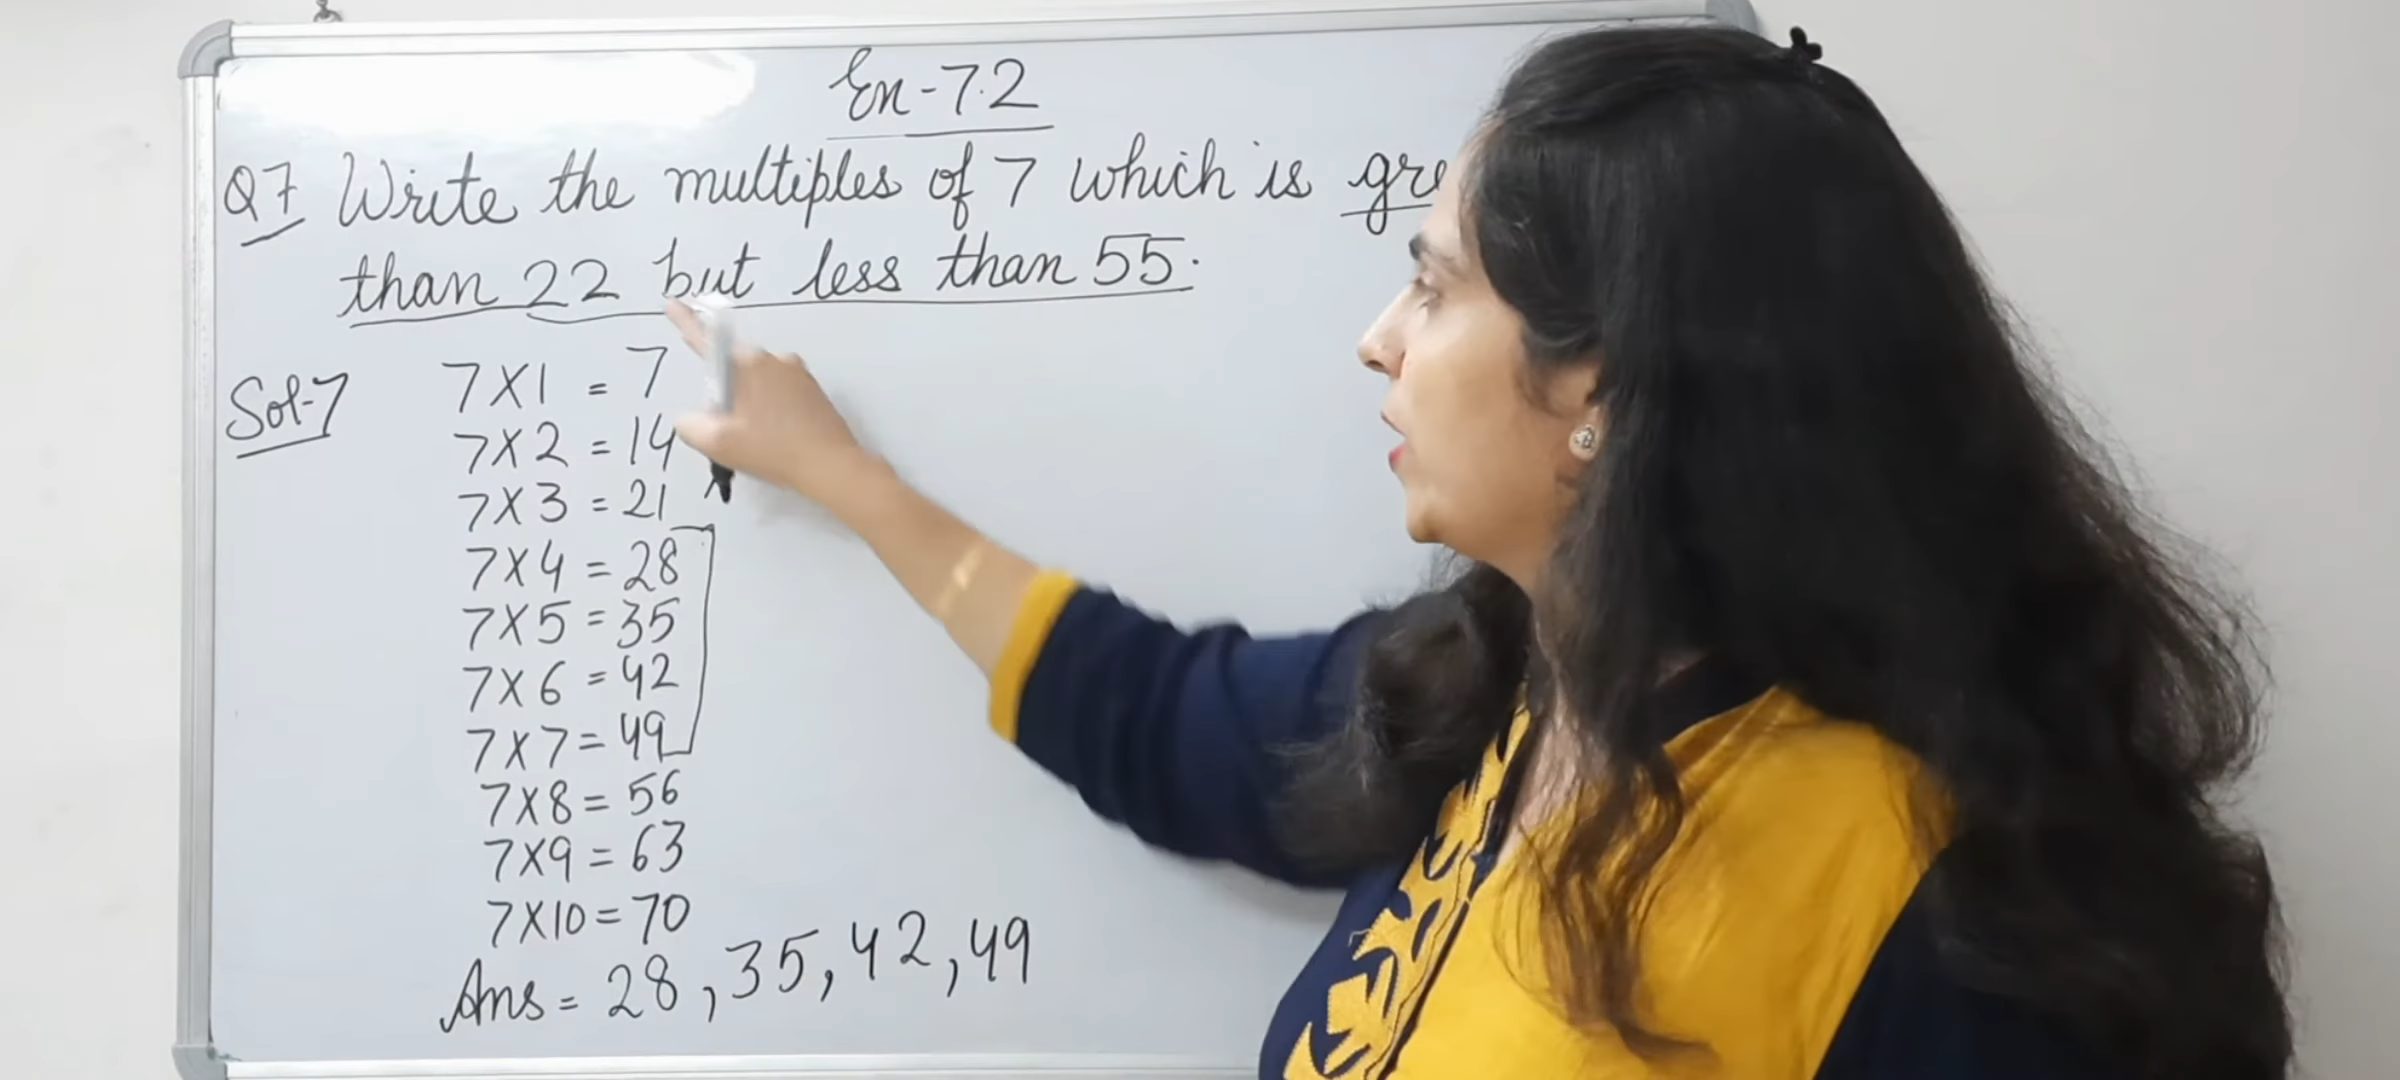 Ex-7.2
Q7 Write the multiples of 7 which is
than 22 but less than 55.
Sol-7 7X1 = 7
7X2 = 14
7X3 = 21
7X4 = 28
7X5 = 35
7X6 = 42
7X7 = 49
7X8 = 56
7X9 = 63
7X10 = 70
Ans = 28, 35, 42, 49